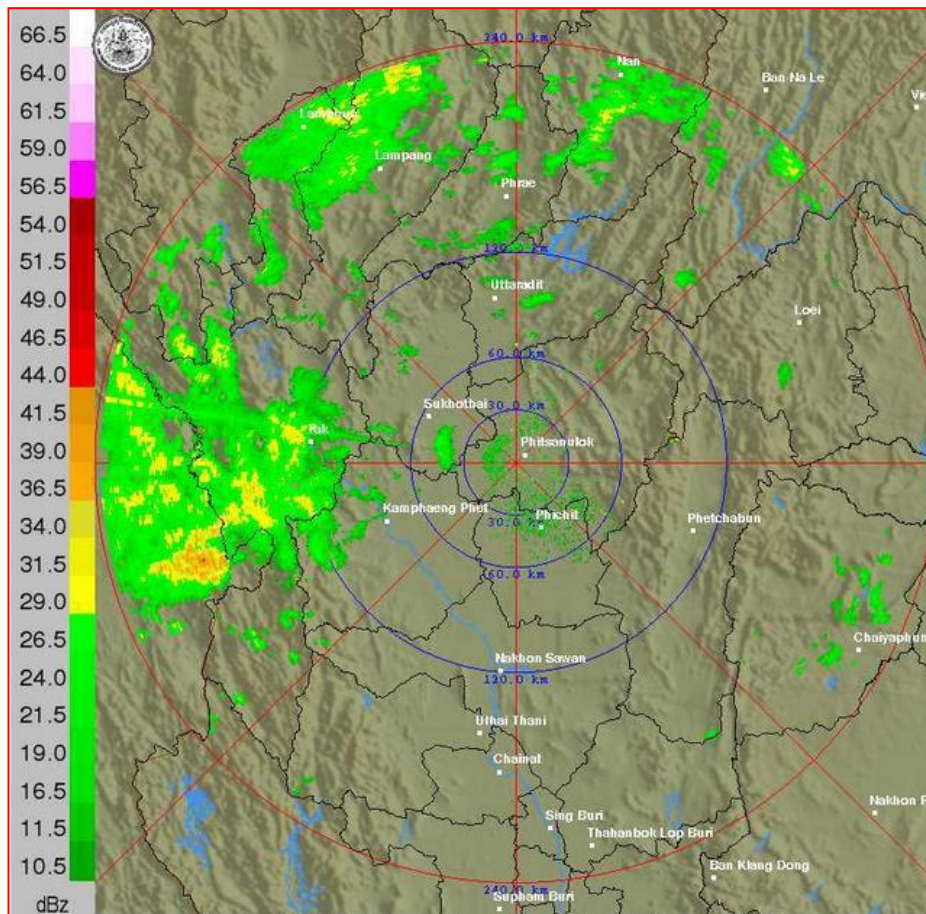 66.5
64.0
61.5
59.0
56.5
54.0
51.5
49.0
46.5
44.0
41.5
39.0
36.5
34.0
31.5
29.0
26.5
24.0
21.5
19.0
16.5
11.5
10.5
dBz
240.0 km
Nan
Ban Na Le
Lampang
Phrae
120.0 km
Uttaradit
Loei
60.0 km
30.0 km
Sukhothai
Phitsanulok
Kamphaeng Phet
30.0 km
Phichit
Phetchabun
60.0 km
Chaiyaphum
Nakhon Sawan
120.0 km
Uthai Thani
Chainat
Sing Buri
Thahanbok Lop Buri
Ban Klang Dong
240.0 km
Supham Buri